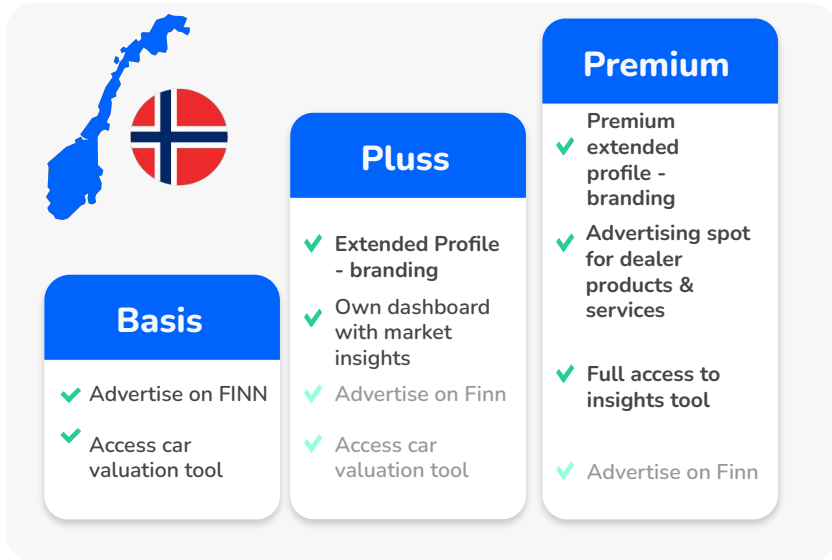 Basis
Advertise on FINN
Access car
valuation tool
Pluss
Extended Profile
- branding
Own dashboard
with market
insights
Advertise on Finn
Access car
valuation tool
Premium
Premium
extended
profile -
branding
Advertising spot
for dealer
products &
services
Full access to
insights tool
Advertise on Finn